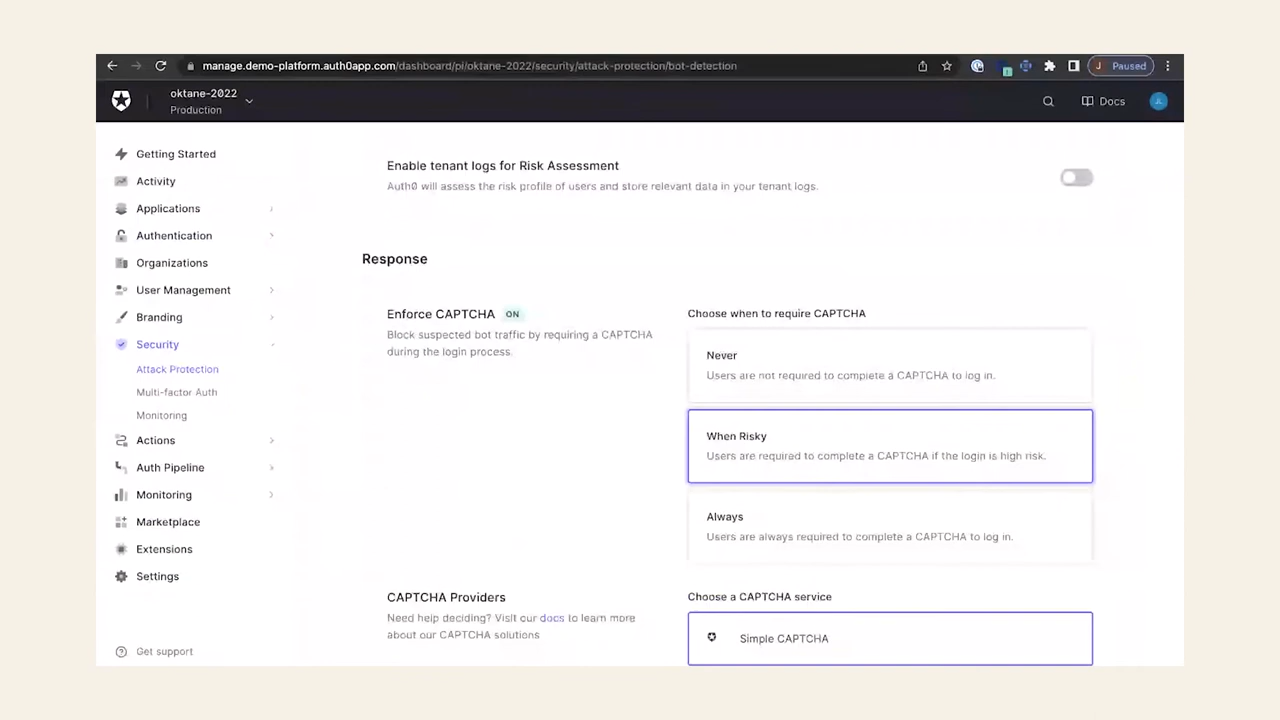 manage.demo-platform.auth0app.com/dashboard/pi/oktane-2022/security/attack-protection/bot-detection
J Paused
oktane-2022
Production
Docs
JL
Getting Started
Activity
Applications
Authentication
Organizations
User Management
Branding
Security
Attack Protection
Multi-factor Auth
Monitoring
Actions
Auth Pipeline
Monitoring
Marketplace
Extensions
Settings
Get support
Enable tenant logs for Risk Assessment
Auth0 will assess the risk profile of users and store relevant data in your tenant logs.
Response
Enforce CAPTCHA ON
Block suspected bot traffic by requiring a CAPTCHA
during the login process.
Choose when to require CAPTCHA
Never
Users are not required to complete a CAPTCHA to log in.
When Risky
Users are required to complete a CAPTCHA if the login is high risk.
Always
Users are always required to complete a CAPTCHA to log in.
CAPTCHA Providers
Need help deciding? Visit our docs to learn more
about our CAPTCHA solutions
Choose a CAPTCHA service
Simple CAPTCHA